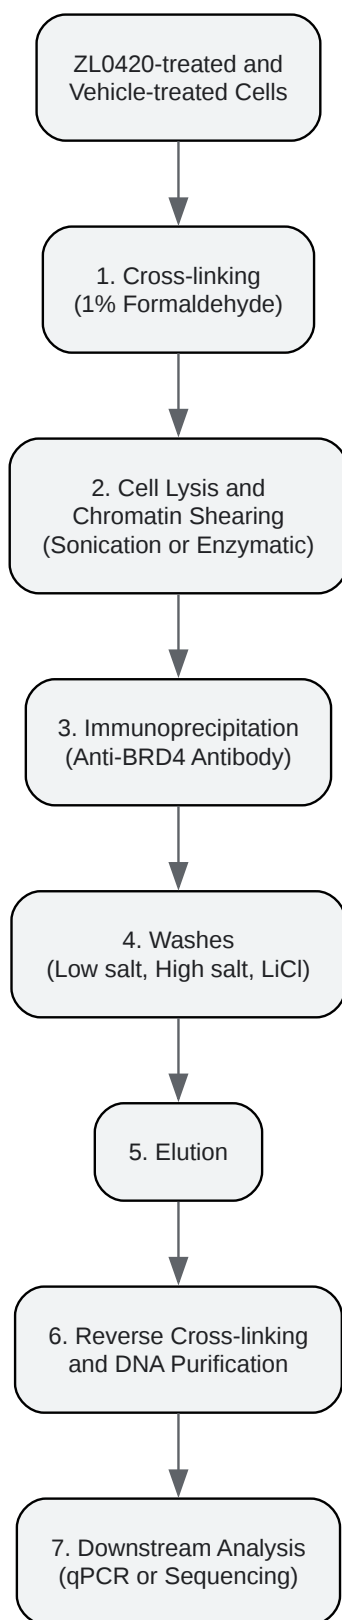 ZL0420-treated and
Vehicle-treated Cells
1. Cross-linking
(1% Formaldehyde)
2. Cell Lysis and
Chromatin Shearing
(Sonication or Enzymatic)
3. Immunoprecipitation
(Anti-BRD4 Antibody)
4. Washes
(Low salt, High salt, LiCl)
5. Elution
6. Reverse Cross-linking
and DNA Purification
7. Downstream Analysis
(qPCR or Sequencing)